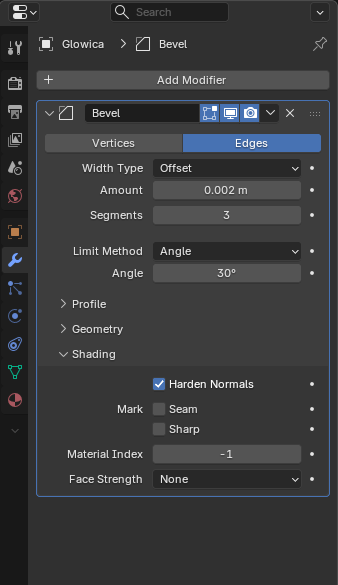 Search
Glowica > Bevel
+ Add Modifier
Bevel
Vertices Edges
Width Type Offset
Amount 0.002 m
Segments 3
Limit Method Angle
Angle 30°
Profile
Geometry
Shading
Harden Normals
Mark Seam
Sharp
Material Index -1
Face Strength None